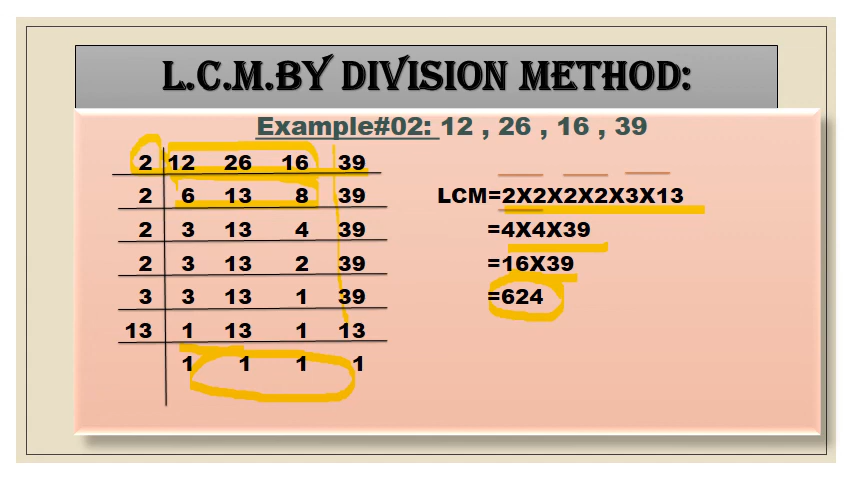 L.C.M.BY DIVISION METHOD:
Example#02: 12 , 26 , 16 , 39
2 12 26 16 39
2 6 13 8 39
2 3 13 4 39
2 3 13 2 39
3 3 13 1 39
13 1 13 1 13
1 1 1 1
LCM=2X2X2X2X3X13
=4X4X39
=16X39
=624